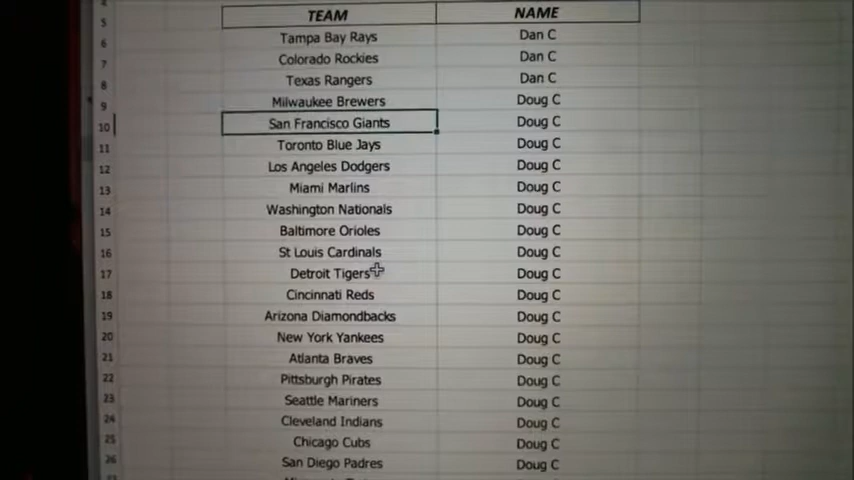 5 TEAM NAME
6 Tampa Bay Rays Dan C
7 Colorado Rockies Dan C
8 Texas Rangers Dan C
9 Milwaukee Brewers Doug C
10 San Francisco Giants Doug C
11 Toronto Blue Jays Doug C
12 Los Angeles Dodgers Doug C
13 Miami Marlins Doug C
14 Washington Nationals Doug C
15 Baltimore Orioles Doug C
16 St Louis Cardinals Doug C
17 Detroit Tigers Doug C
18 Cincinnati Reds Doug C
19 Arizona Diamondbacks Doug C
20 New York Yankees Doug C
21 Atlanta Braves Doug C
22 Pittsburgh Pirates Doug C
23 Seattle Mariners Doug C
24 Cleveland Indians Doug C
25 Chicago Cubs Doug C
26 San Diego Padres Doug C